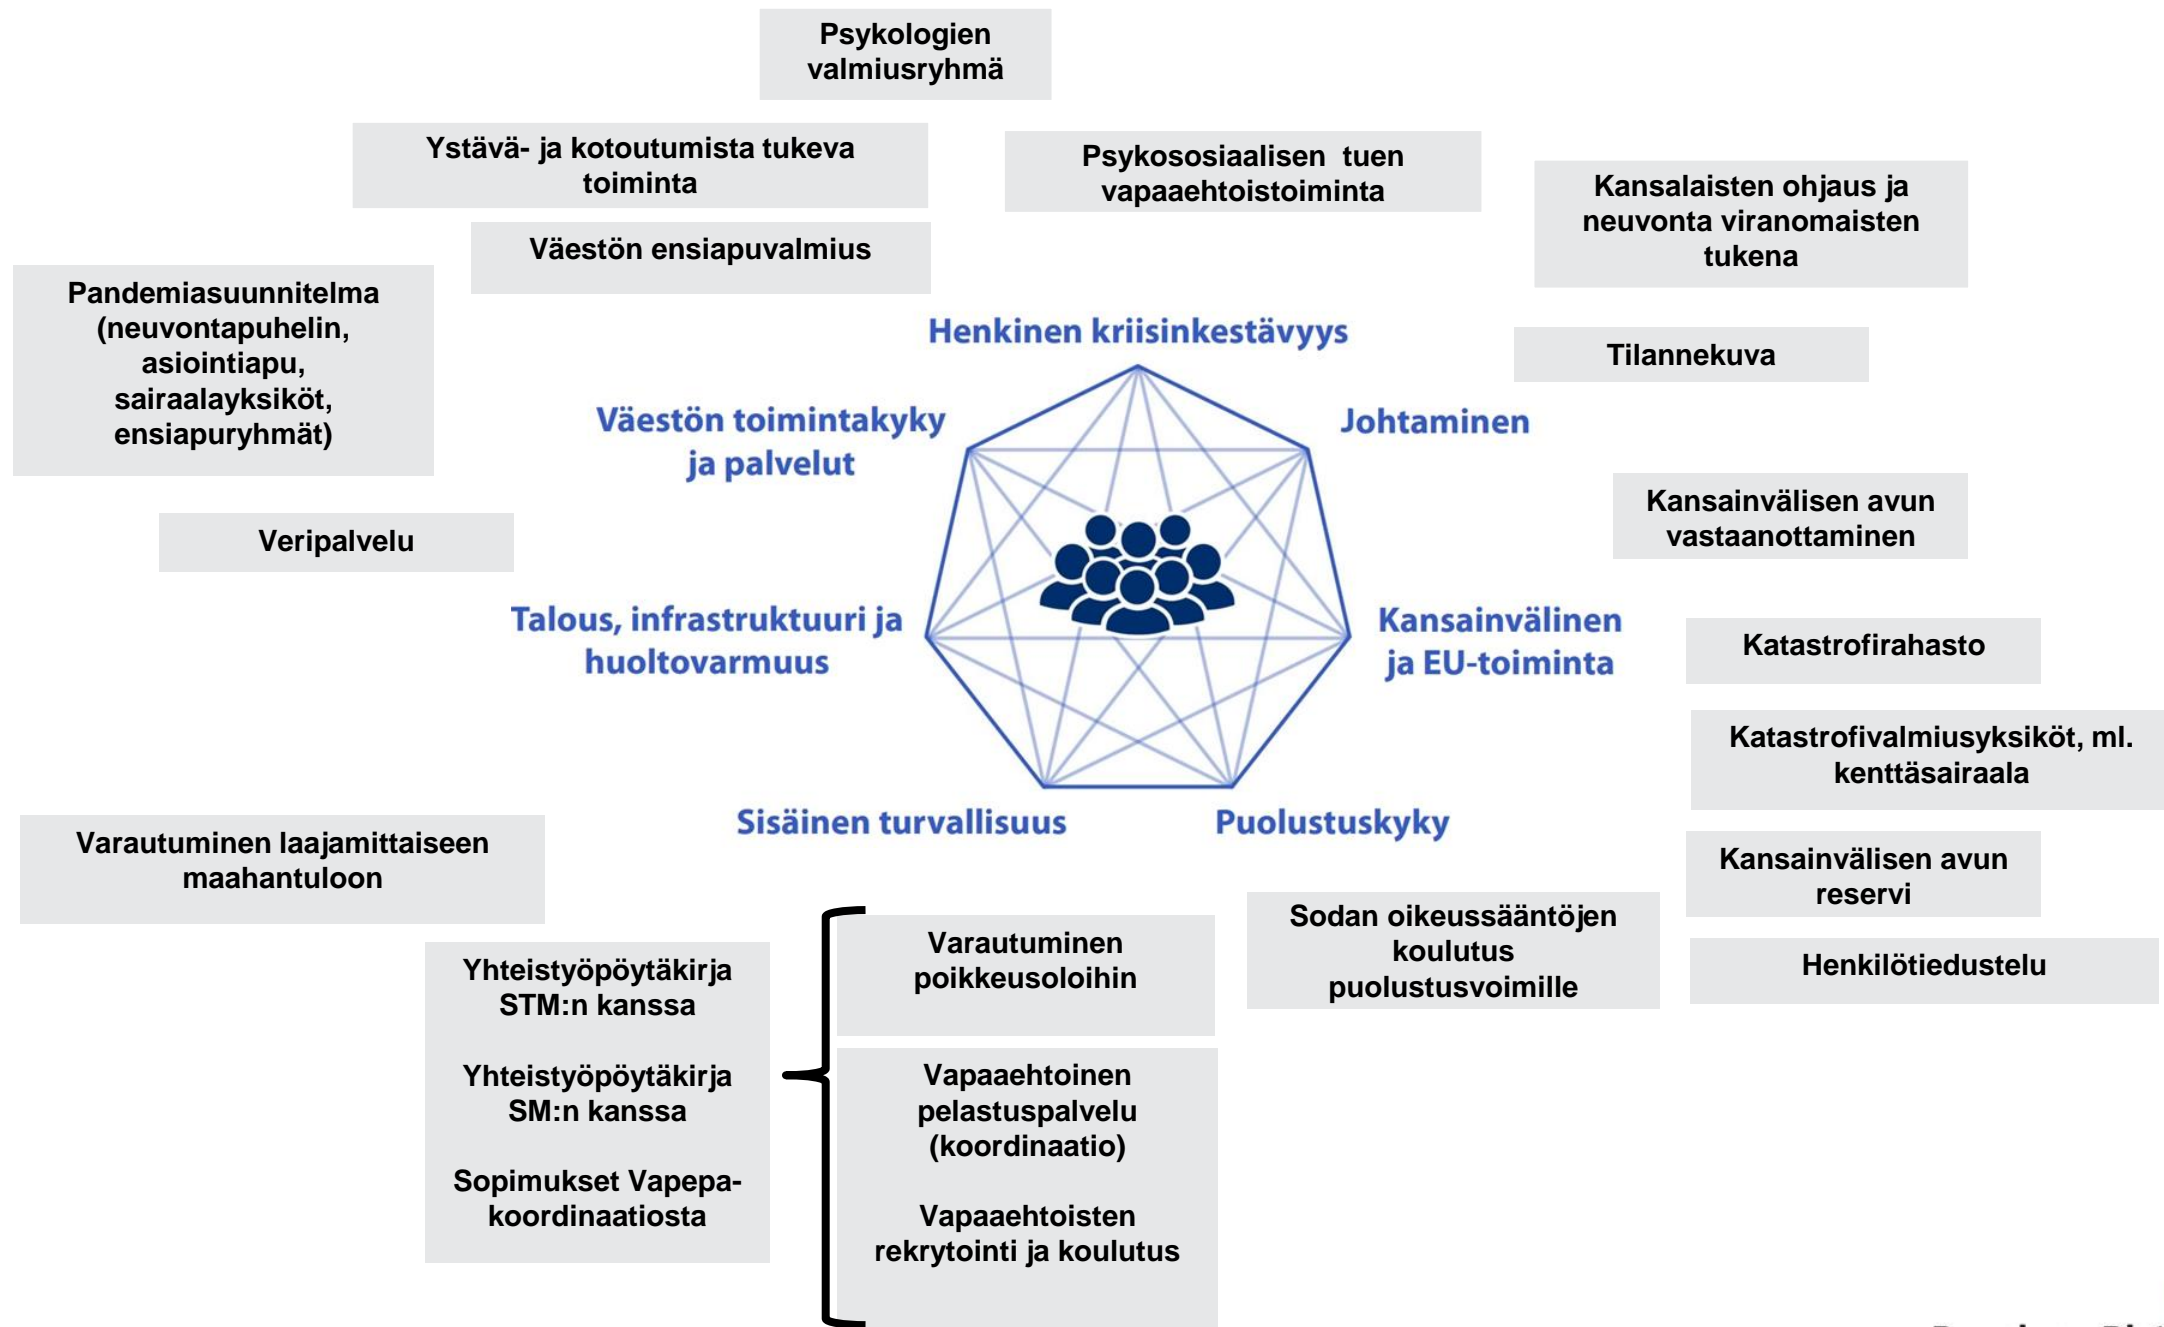 Psykologien
valmiusryhmä
Ystävä- ja kotoutumista tukeva
toiminta
Psykososiaalisen tuen
vapaaehtoistoiminta
Kansalaisten ohjaus ja
neuvonta viranomaisten
tukena
Väestön ensiapuvalmius
Pandemiasuunnitelma
(neuvontapuhelin,
asiointiapu,
sairaalayksiköt,
ensiapuryhmät)
Henkinen kriisinkestävyys
Tilannekuva
Väestön toimintakyky
ja palvelut
Johtaminen
Kansainvälisen avun
vastaanottaminen
Veripalvelu
Talous, infrastruktuuri ja
huoltovarmuus
Kansainvälinen
ja EU-toiminta
Katastrofirahasto
Katastrofivalmiusyksiköt, ml.
kenttäsairaala
Sisäinen turvallisuus
Puolustuskyky
Varautuminen laajamittaiseen
maahantuloon
Kansainvälisen avun
reservi
Sodan oikeussääntöjen
koulutus
puolustusvoimille
Henkilötiedustelu
Yhteistyöpöytäkirja
STM:n kanssa
Yhteistyöpöytäkirja
SM:n kanssa
Sopimukset Vapepa-
koordinaatiosta
Varautuminen
poikkeusoloihin
Vapaaehtoinen
pelastuspalvelu
(koordinaatio)
Vapaaehtoisten
rekrytointi ja koulutus